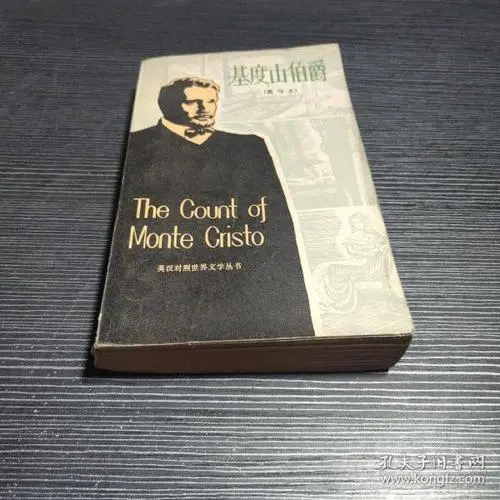 基度山伯爵
(简写本)
The Count of
Monte Cristo
英汉对照世界文学丛书
孔夫子旧书网
www.kongfz.com